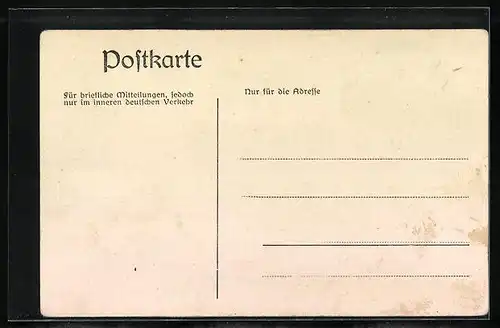 Poſtkarte
Für briefliche Mitteilungen, jedoch
nur im inneren deutſchen Verkehr
Nur für die Adreſſe